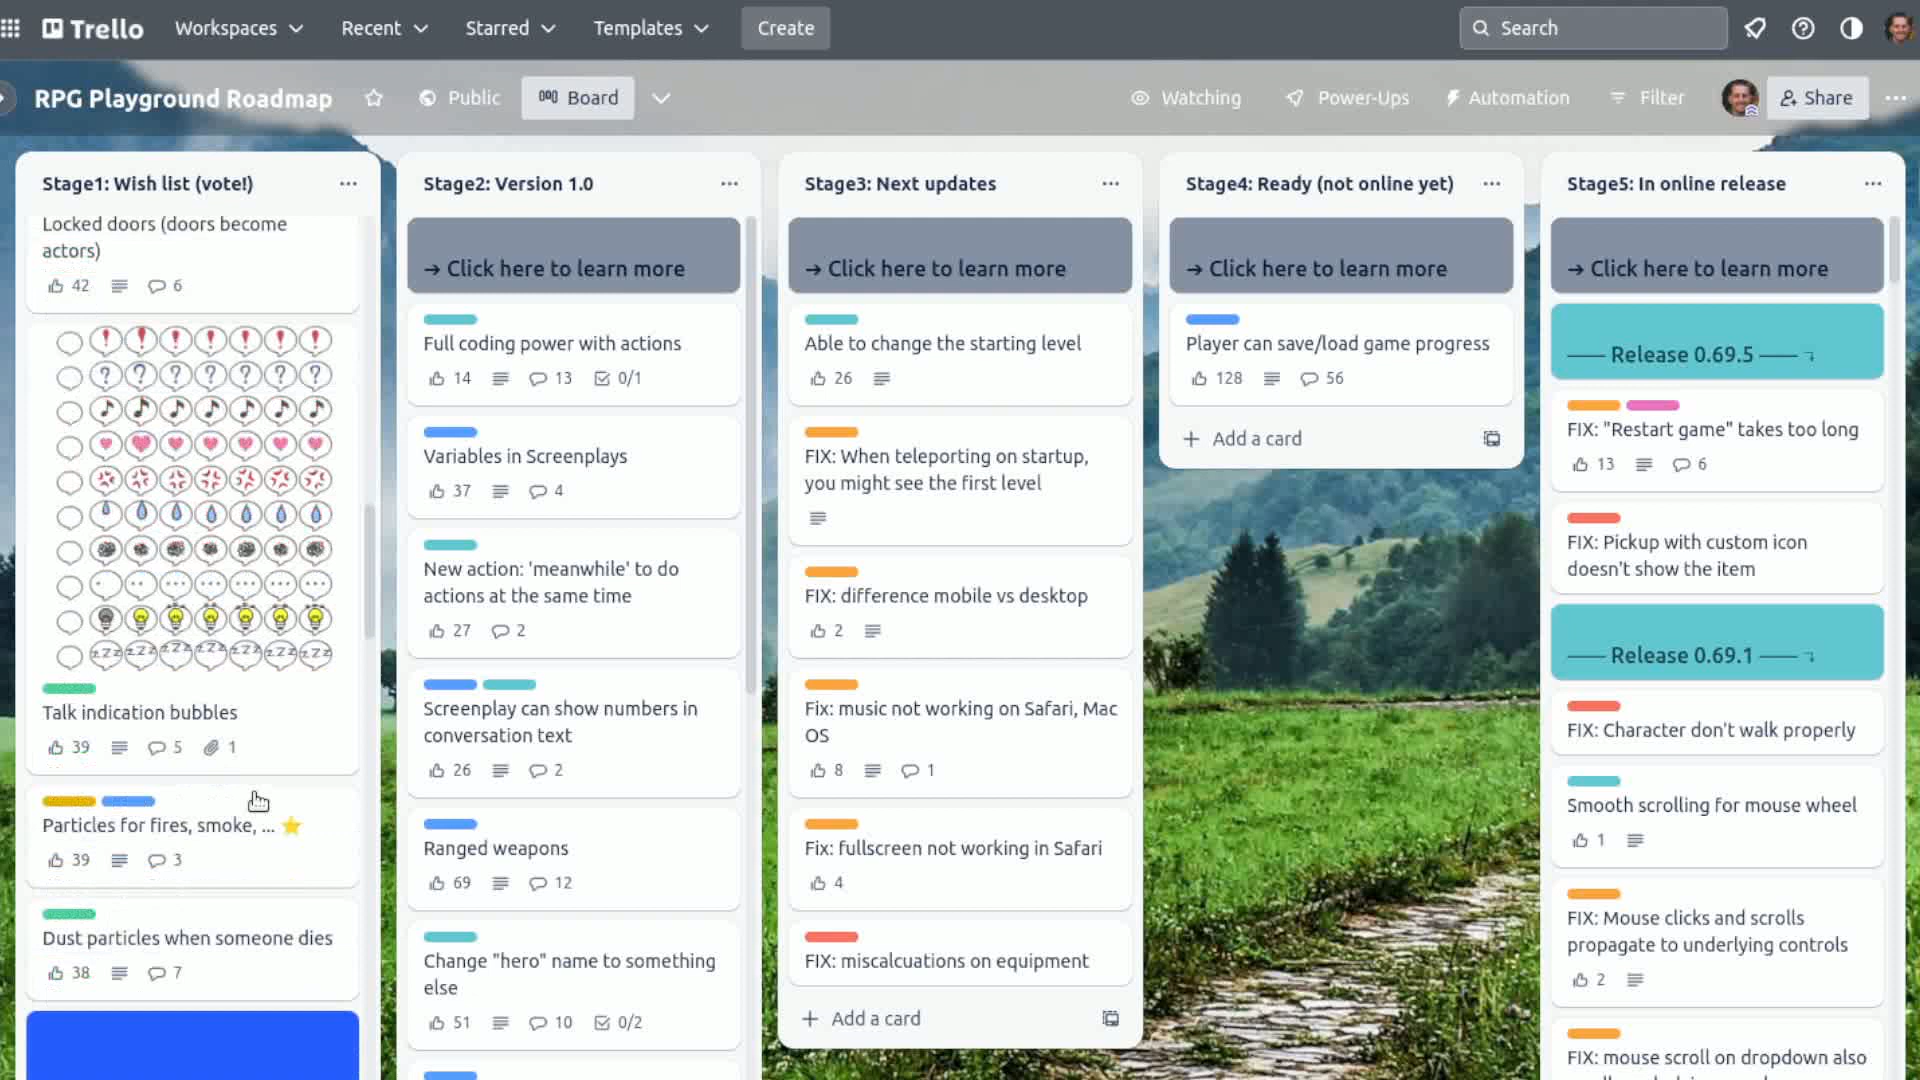 Trello
Workspaces
Recent
Starred
Templates
Create
Search
RPG Playground Roadmap
Public
Board
Watching
Power-Ups
Automation
Filter
Share
Stage1: Wish list (vote!)
Locked doors (doors become
actors)
42 6
Talk indication bubbles
39 5 1
Particles for fires, smoke, ... ⭐
39 3
Dust particles when someone dies
38 7
Stage2: Version 1.0
→ Click here to learn more
Full coding power with actions
14 13 0/1
Variables in Screenplays
37 4
New action: 'meanwhile' to do
actions at the same time
27 2
Screenplay can show numbers in
conversation text
26 2
Ranged weapons
69 12
Change "hero" name to something
else
51 10 0/2
Stage3: Next updates
→ Click here to learn more
Able to change the starting level
26
FIX: When teleporting on startup,
you might see the first level
FIX: difference mobile vs desktop
2
Fix: music not working on Safari, Mac
OS
8 1
Fix: fullscreen not working in Safari
4
FIX: miscalcuations on equipment
+ Add a card
Stage4: Ready (not online yet)
→ Click here to learn more
Player can save/load game progress
128 56
+ Add a card
Stage5: In online release
→ Click here to learn more
—— Release 0.69.5 —— ↴
FIX: "Restart game" takes too long
13 6
FIX: Pickup with custom icon
doesn't show the item
—— Release 0.69.1 —— ↴
FIX: Character don't walk properly
Smooth scrolling for mouse wheel
1
FIX: Mouse clicks and scrolls
propagate to underlying controls
2
FIX: mouse scroll on dropdown also